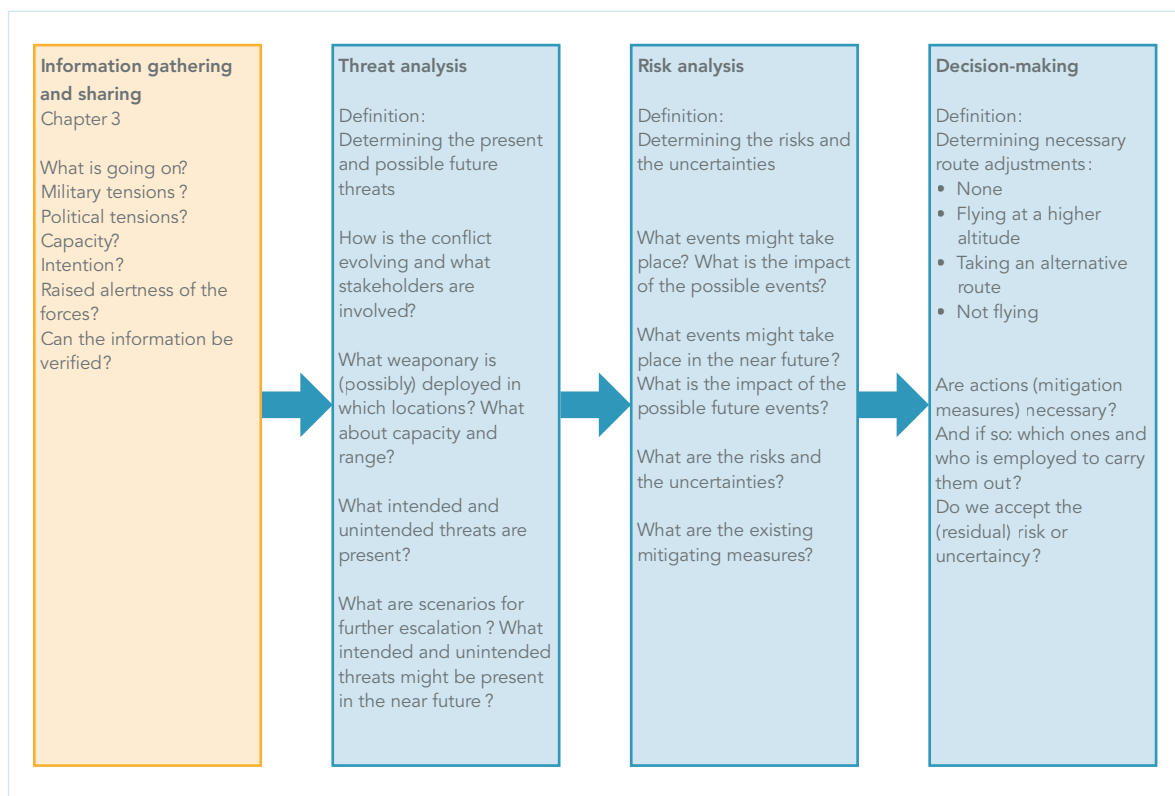 Information gathering
and sharing
Chapter 3
What is going on?
Military tensions ?
Political tensions?
Capacity?
Intention?
Raised alertness of the
forces?
Can the information be
verified?
Threat analysis
Definition:
Determining the present
and possible future
threats
How is the conflict
evolving and what
stakeholders are
involved?
What weaponary is
(possibly) deployed in
which locations? What
about capacity and
range?
What intended and
unintended threats are
present?
What are scenarios for
further escalation ? What
intended and unintended
threats might be present
in the near future ?
Risk analysis
Definition:
Determining the risks and
the uncertainties
What events might take
place? What is the impact
of the possible events?
What events might take
place in the near future?
What is the impact of the
possible future events?
What are the risks and
the uncertainties?
What are the existing
mitigating measures?
Decision-making
Definition:
Determining necessary
route adjustments:
• None
• Flying at a higher
altitude
• Taking an alternative
route
• Not flying
Are actions (mitigation
measures) necessary?
And if so: which ones and
who is employed to carry
them out?
Do we accept the
(residual) risk or
uncertaincy?